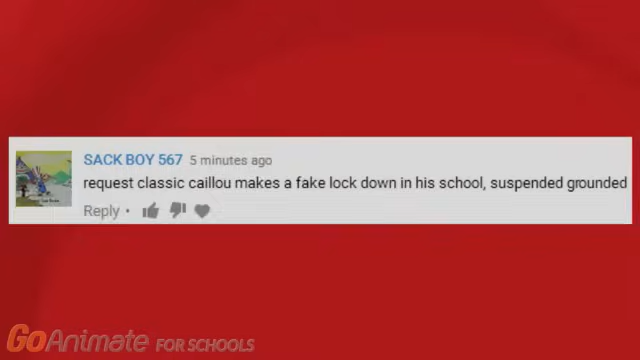 SACK BOY 567 5 minutes ago
request classic caillou makes a fake lock down in his school, suspended grounded
Reply •
GoAnimate FOR SCHOOLS